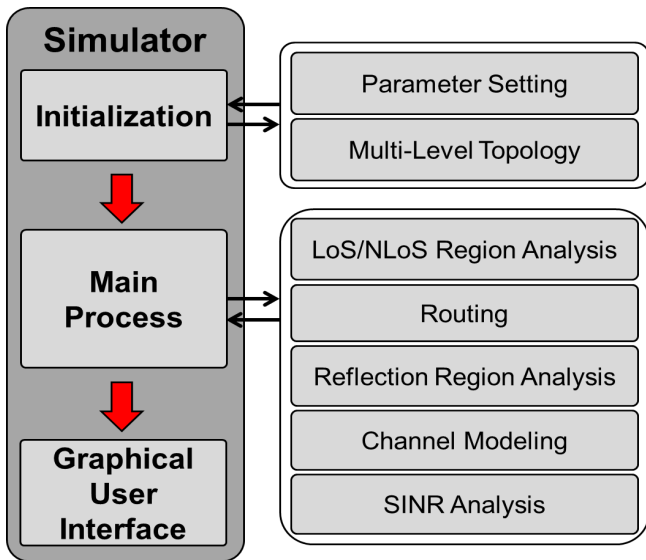 Simulator
Initialization
Parameter Setting
Multi-Level Topology
Main
Process
LoS/NLoS Region Analysis
Routing
Reflection Region Analysis
Channel Modeling
SINR Analysis
Graphical
User
Interface